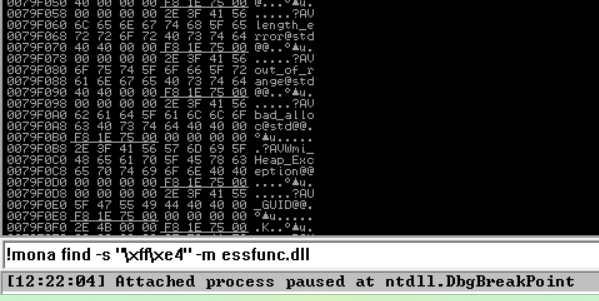 0079F050 40 00 00 00 F8 1E 75 00 @...°▲u.
0079F058 00 00 00 00 2E 3F 41 56 .....?AV
0079F060 6C 65 6E 67 74 68 5F 65 length_e
0079F068 72 72 6F 72 40 73 74 64 rror@std
0079F070 40 40 00 00 F8 1E 75 00 @@..°▲u.
0079F078 00 00 00 00 2E 3F 41 56 .....?AV
0079F080 6F 75 74 5F 6F 66 5F 72 out_of_r
0079F088 61 6E 67 65 40 73 74 64 ange@std
0079F090 40 40 00 00 F8 1E 75 00 @@..°▲u.
0079F098 00 00 00 00 2E 3F 41 56 .....?AV
0079F0A0 62 61 64 5F 61 6C 6C 6F bad_allo
0079F0A8 63 40 73 74 64 40 40 00 c@std@@.
0079F0B0 F8 1E 75 00 00 00 00 00 °▲u.....
0079F0B8 2E 3F 41 56 57 6D 69 5F .?AVWmi_
0079F0C0 48 65 61 70 5F 45 78 63 Heap_Exc
0079F0C8 65 70 74 69 6F 6E 40 40 eption@@
0079F0D0 00 00 00 00 F8 1E 75 00 ....°▲u.
0079F0D8 00 00 00 00 2E 3F 41 55 .....?AU
0079F0E0 5F 47 55 49 44 40 40 00 _GUID@@.
0079F0E8 F8 1E 75 00 00 00 00 00 °▲u.....
0079F0F0 2E 4B 00 00 F8 1E 75 00 .K..°▲u.
!mona find -s "\xff\xe4" -m essfunc.dll
[12:22:04] Attached process paused at ntdll.DbgBreakPoint